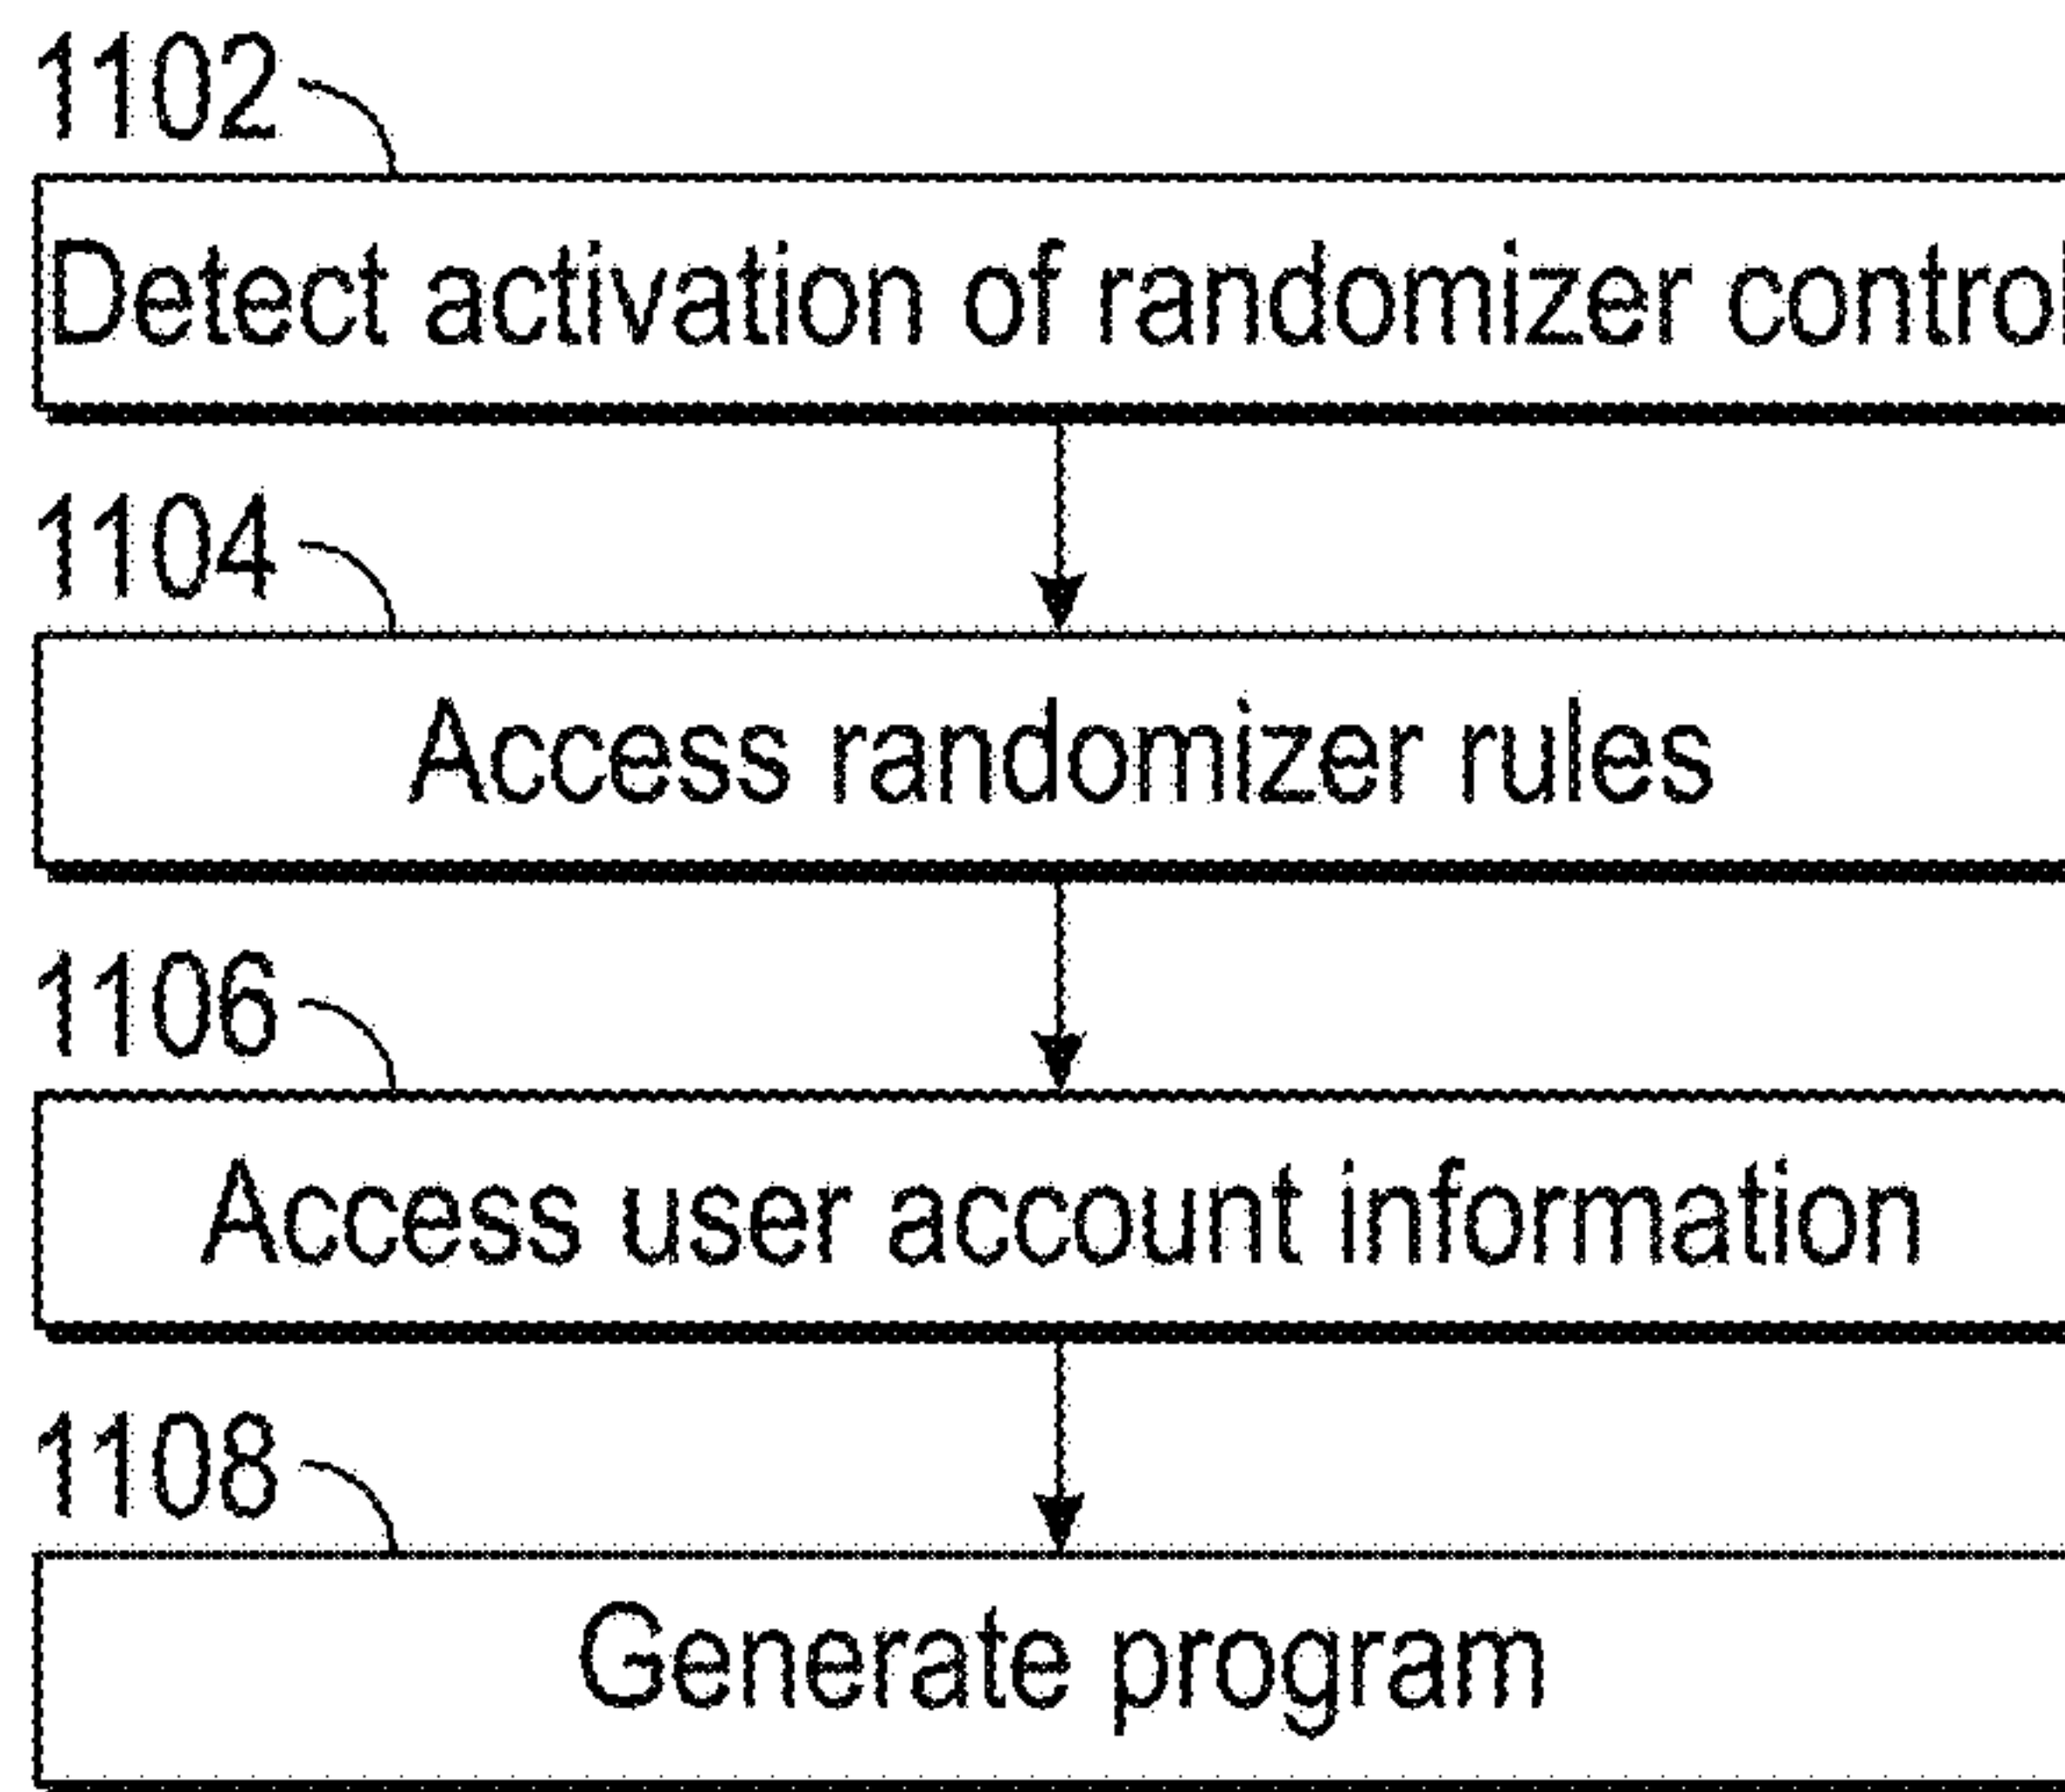 1102
Detect activation of randomizer control
1104
Access randomizer rules
1106
Access user account information
1108
Generate program